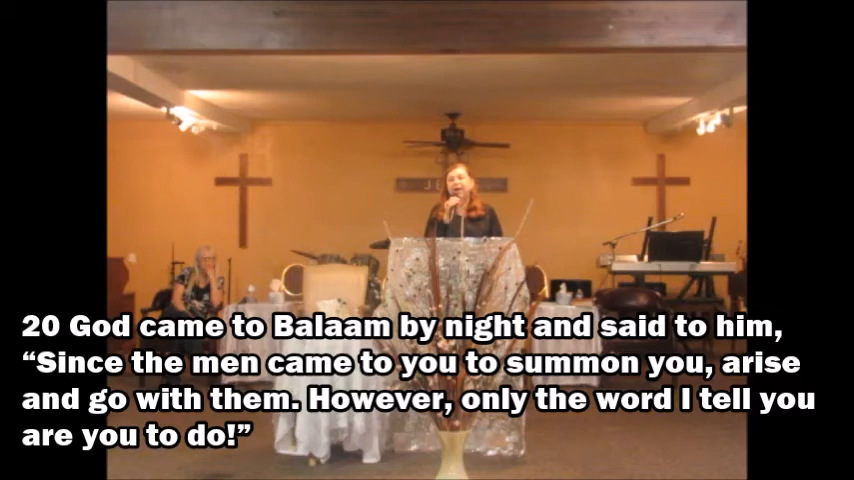 20 God came to Balaam by night and said to him,
“Since the men came to you to summon you, arise
and go with them. However, only the word I tell you
are you to do!”